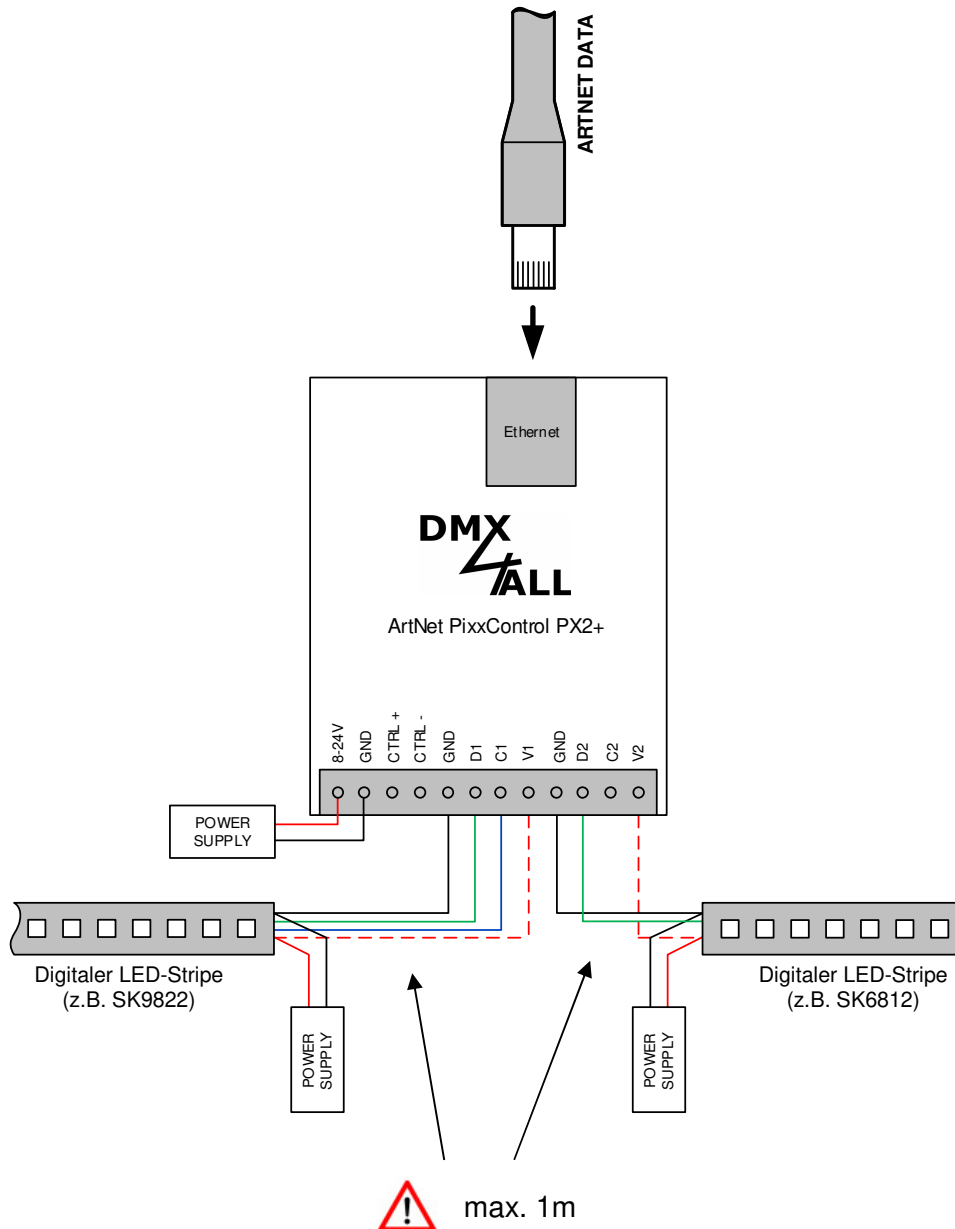 ARTNET DATA
Ethernet
DMX
4
ALL
ArtNet PixxControl PX2+
8-24V
GND
CTRL +
CTRL -
GND
D1
C1
V1
GND
D2
C2
V2
POWER
SUPPLY
Digitaler LED-Stripe
(z.B. SK9822)
Digitaler LED-Stripe
(z.B. SK6812)
POWER
SUPPLY
POWER
SUPPLY
! max. 1m